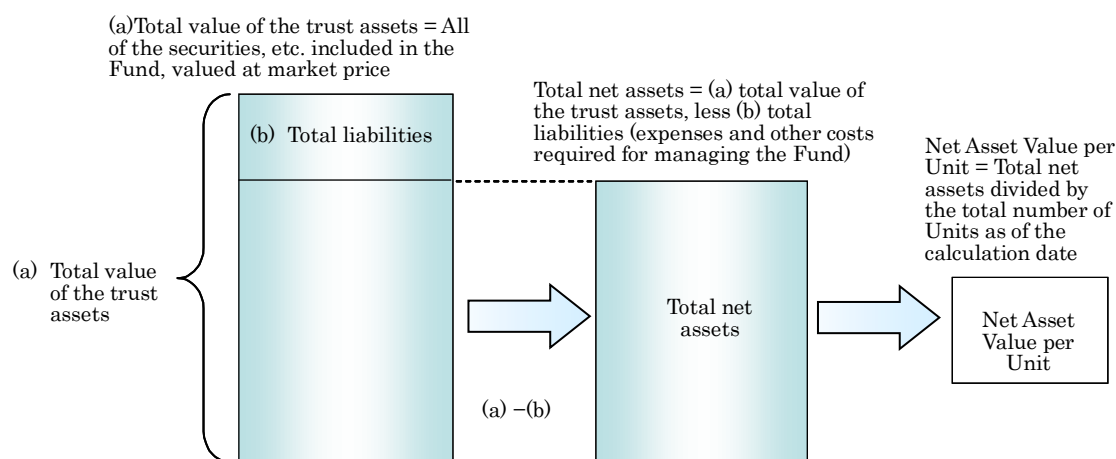 (a)Total value of the trust assets = All
of the securities, etc. included in the
Fund, valued at market price
Total net assets = (a) total value of
the trust assets, less (b) total
liabilities (expenses and other costs
required for managing the Fund)
(b) Total liabilities
Net Asset Value per
Unit = Total net
assets divided by
the total number of
Units as of the
calculation date
(a) Total value
of the trust
assets
Total net
assets
Net Asset
Value per
Unit
(a) −(b)